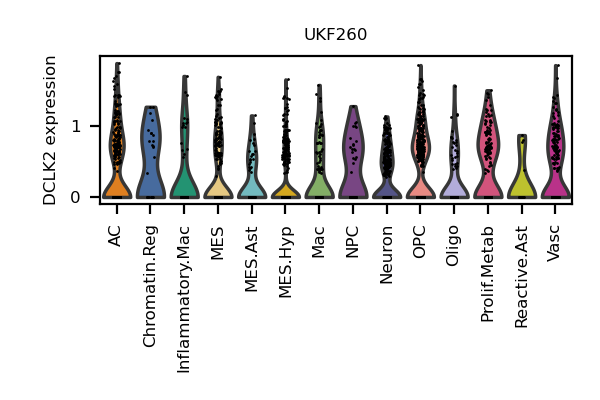 UKF260
DCLK2 expression
1
0
AC
Chromatin.Reg
Inflammatory.Mac
MES
MES.Ast
MES.Hyp
Mac
NPC
Neuron
OPC
Oligo
Prolif.Metab
Reactive.Ast
Vasc